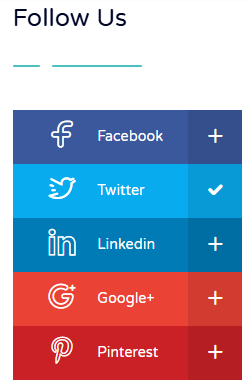 Follow Us
Facebook
Twitter
Linkedin
Google+
Pinterest